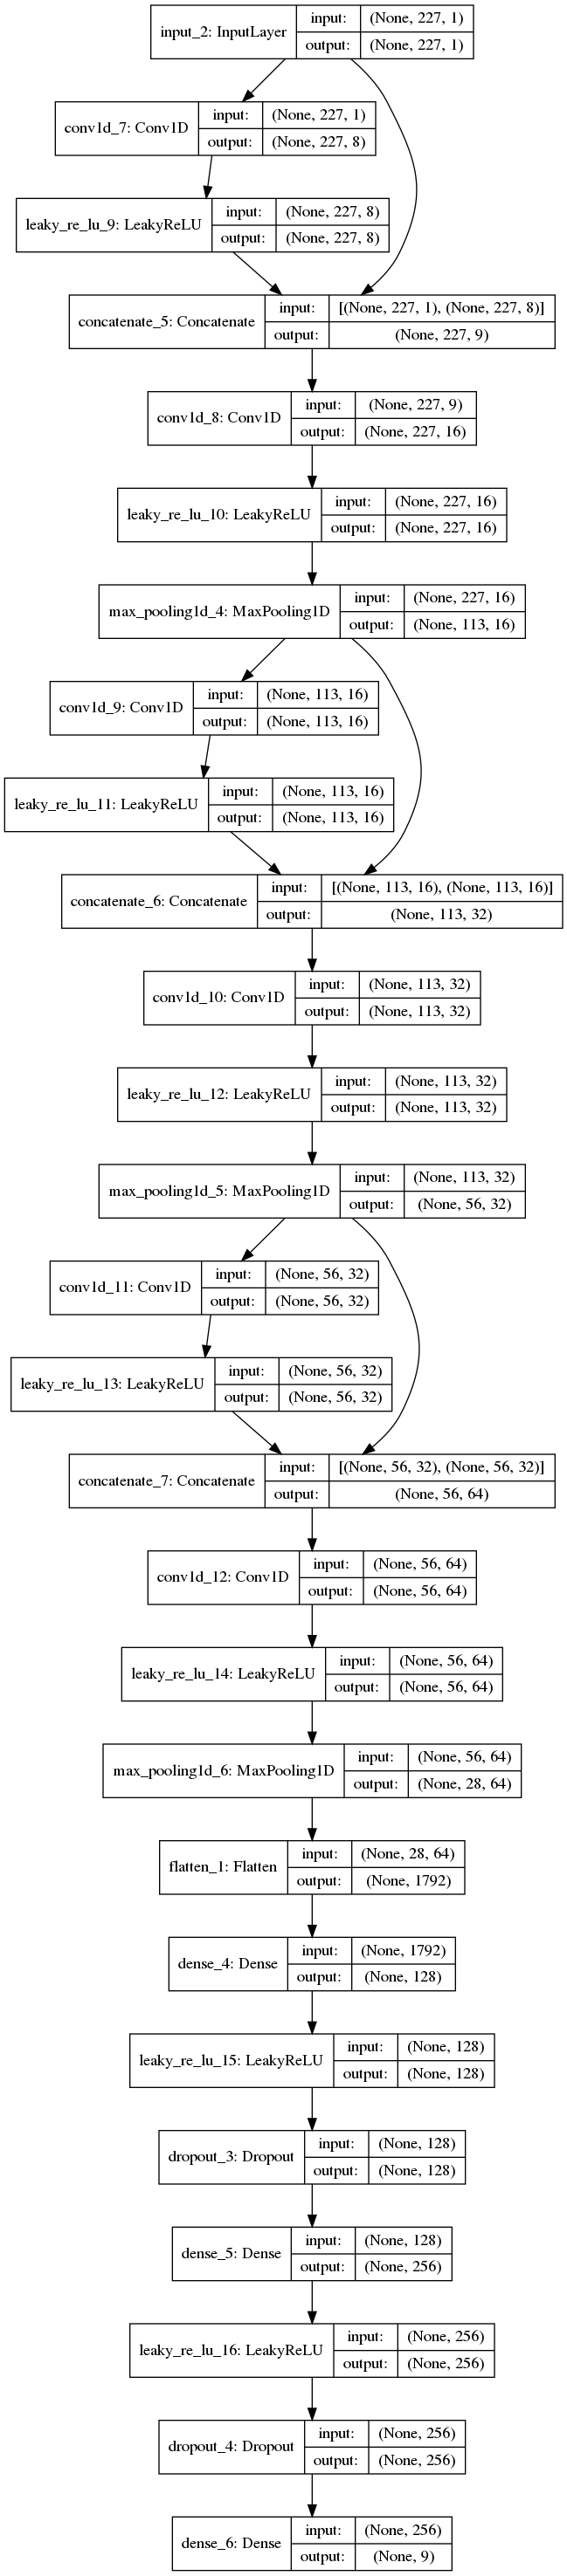 input_2: InputLayer
input: (None, 227, 1)
output: (None, 227, 1)
conv1d_7: Conv1D
input: (None, 227, 1)
output: (None, 227, 8)
leaky_re_lu_9: LeakyReLU
input: (None, 227, 8)
output: (None, 227, 8)
concatenate_5: Concatenate
input: [(None, 227, 1), (None, 227, 8)]
output: (None, 227, 9)
conv1d_8: Conv1D
input: (None, 227, 9)
output: (None, 227, 16)
leaky_re_lu_10: LeakyReLU
input: (None, 227, 16)
output: (None, 227, 16)
max_pooling1d_4: MaxPooling1D
input: (None, 227, 16)
output: (None, 113, 16)
conv1d_9: Conv1D
input: (None, 113, 16)
output: (None, 113, 16)
leaky_re_lu_11: LeakyReLU
input: (None, 113, 16)
output: (None, 113, 16)
concatenate_6: Concatenate
input: [(None, 113, 16), (None, 113, 16)]
output: (None, 113, 32)
conv1d_10: Conv1D
input: (None, 113, 32)
output: (None, 113, 32)
leaky_re_lu_12: LeakyReLU
input: (None, 113, 32)
output: (None, 113, 32)
max_pooling1d_5: MaxPooling1D
input: (None, 113, 32)
output: (None, 56, 32)
conv1d_11: Conv1D
input: (None, 56, 32)
output: (None, 56, 32)
leaky_re_lu_13: LeakyReLU
input: (None, 56, 32)
output: (None, 56, 32)
concatenate_7: Concatenate
input: [(None, 56, 32), (None, 56, 32)]
output: (None, 56, 64)
conv1d_12: Conv1D
input: (None, 56, 64)
output: (None, 56, 64)
leaky_re_lu_14: LeakyReLU
input: (None, 56, 64)
output: (None, 56, 64)
max_pooling1d_6: MaxPooling1D
input: (None, 56, 64)
output: (None, 28, 64)
flatten_1: Flatten
input: (None, 28, 64)
output: (None, 1792)
dense_4: Dense
input: (None, 1792)
output: (None, 128)
leaky_re_lu_15: LeakyReLU
input: (None, 128)
output: (None, 128)
dropout_3: Dropout
input: (None, 128)
output: (None, 128)
dense_5: Dense
input: (None, 128)
output: (None, 256)
leaky_re_lu_16: LeakyReLU
input: (None, 256)
output: (None, 256)
dropout_4: Dropout
input: (None, 256)
output: (None, 256)
dense_6: Dense
input: (None, 256)
output: (None, 9)